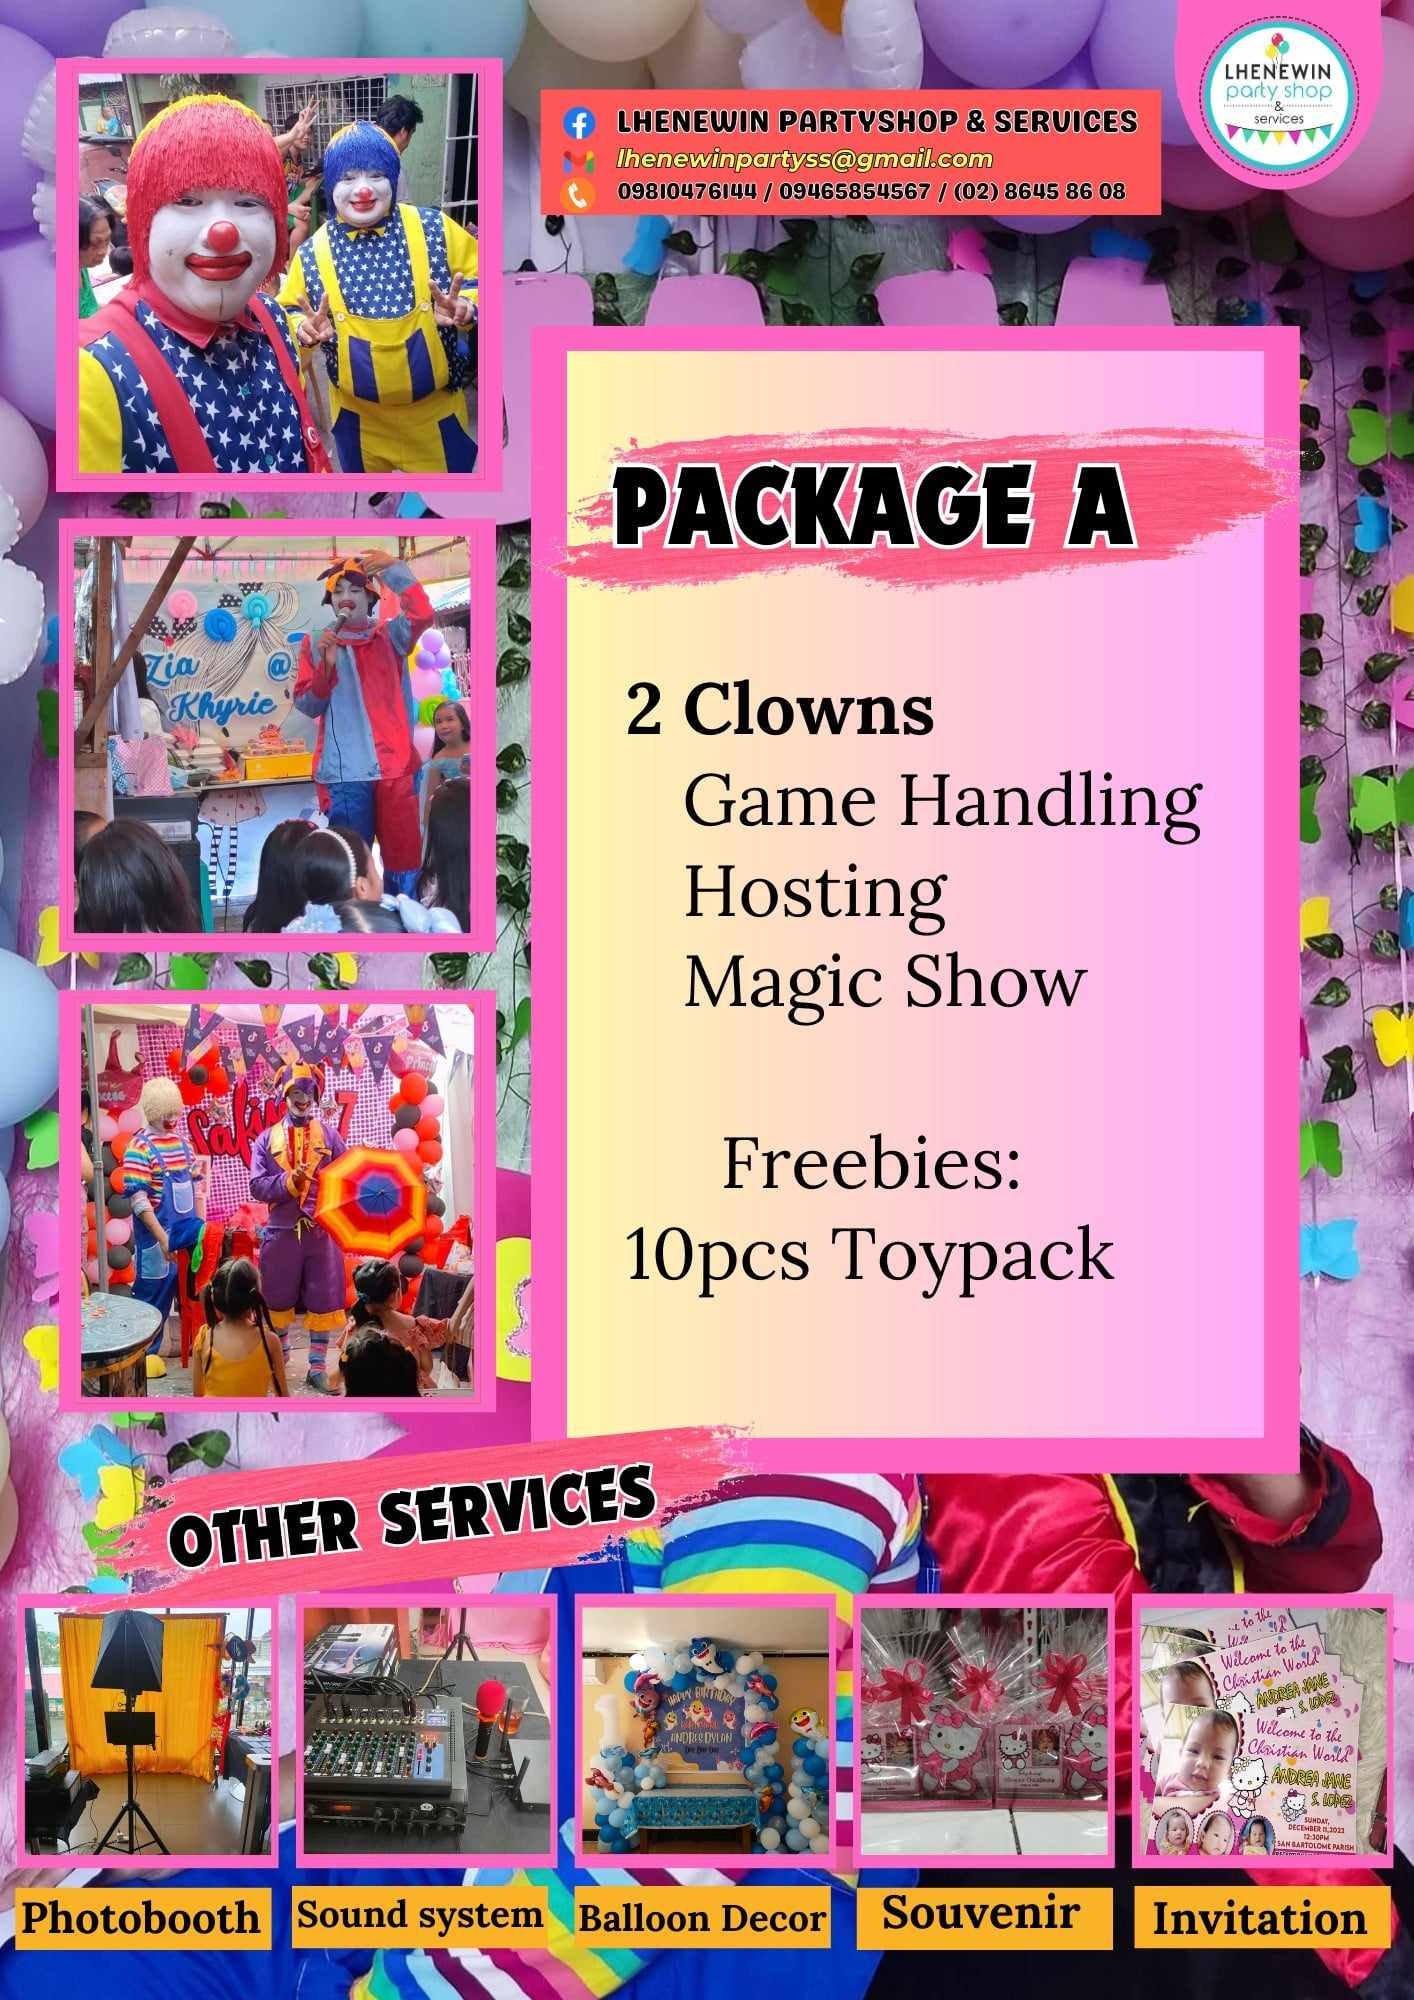 LHENEWIN
party shop
&
services
LHENEWIN PARTYSHOP & SERVICES
lhenewinpartyss@gmail.com
09810476144 / 09465854567 / (02) 8645 86 08
PACKAGE A
2 Clowns
Game Handling
Hosting
Magic Show
Freebies:
10pcs Toypack
Zia @
Khyrie
OTHER SERVICES
HAPPY BIRTHDAY
ANDREI DYLAN
Welcome to the
Christian World
ANDREA JANE
S. LOPEZ
Welcome to the
Christian World
ANDREA JANE
S. LOPEZ
SUNDAY,
DECEMBER 11,2022
12:30PM
SAN BARTOLOME PARISH
Photobooth
Sound system
Balloon Decor
Souvenir
Invitation